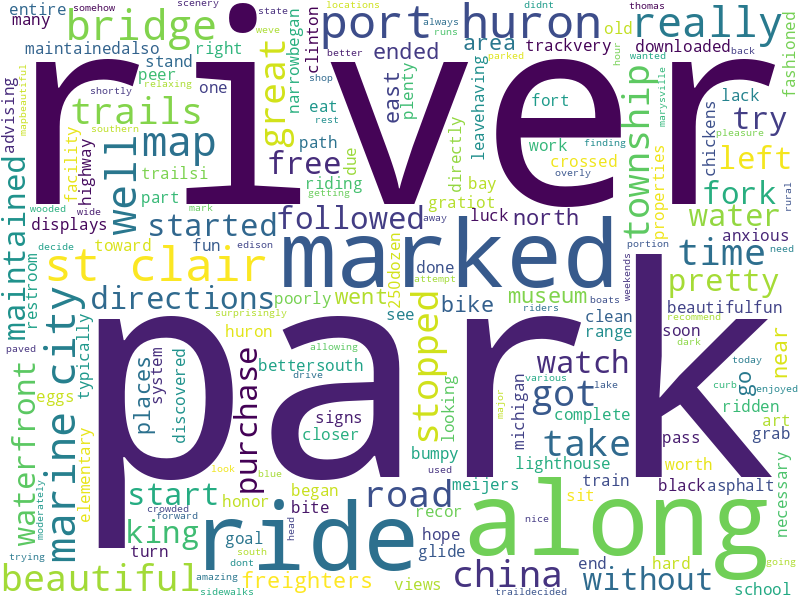 entire
somehow
scenery
state
clinton
port huron
always
didnt
really
locations
thomas
many
bridge
weve
area
old
runs
maintainedalso
right
ended
better
trackvery
downloaded
back
stand
peer
shop
parked
hour
wanted
river
advising
mapbeautiful
shortly
relaxing
great
narrowbegan
east
plenty
leavehaving
fashioned
trails
one
eat
rest
fort
chickens
lack
marysville
southern
map
free
path
work
finding
try
facility
highway
well
trailsi
due
crossed
directly
township
properties
left
pleasure
wooded
wide
part
riding
getting
bay
overly
fork
rural
maintained
displays
mark
started
followed
away
gratiot
luck
north
water
decide
edison
toward
fun
marked
portion
anxious
need
restroom
st clair
250dozen
done
attempt
time
weekends
city
directions
poorly
went
bike
museum
boats
pretty
typically
surprisingly
see
riders
clean
beautifulfun
paved
huron
allowing
range
soon
recommend
dark
near
today
Waterfront
eggs
places
system
discovered
purchase
bettersouth
drive
stopped
looking
major
michigan
watch
various
lake
curb
go
enjoyed
marine
signs
closer
got
complete
ridden
art
park
elementary
look
blue
bumpy
used
take
lighthouse
train
pass
worth
grab
necessary
moderately
start
honor
began
road
meijers
sit
black
asphalt
crowded
forward
bite
recor
along
king
goal
ride
hope
trying
turn
south
head
glide
nice
end
hard
going
beautiful
amazing
dont
freighters
views
china
without
school
sidewalks
traildecided